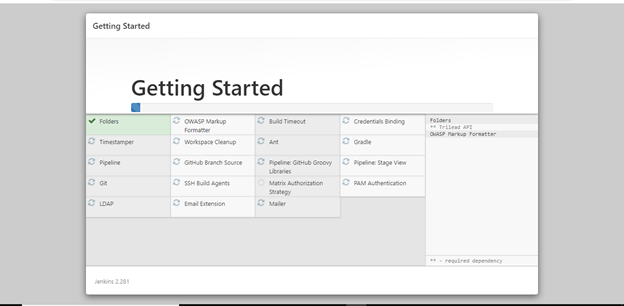 Getting Started
Getting Started
Folders
OWASP Markup
Formatter
Build Timeout
Credentials Binding
Timestamper
Workspace Cleanup
Ant
Gradle
Pipeline
GitHub Branch Source
Pipeline: GitHub Groovy
Libraries
Pipeline: Stage View
Git
SSH Build Agents
Matrix Authorization
Strategy
PAM Authentication
LDAP
Email Extension
Mailer
Folders
** Trilead API
OWASP Markup Formatter
** - required dependency
Jenkins 2.281